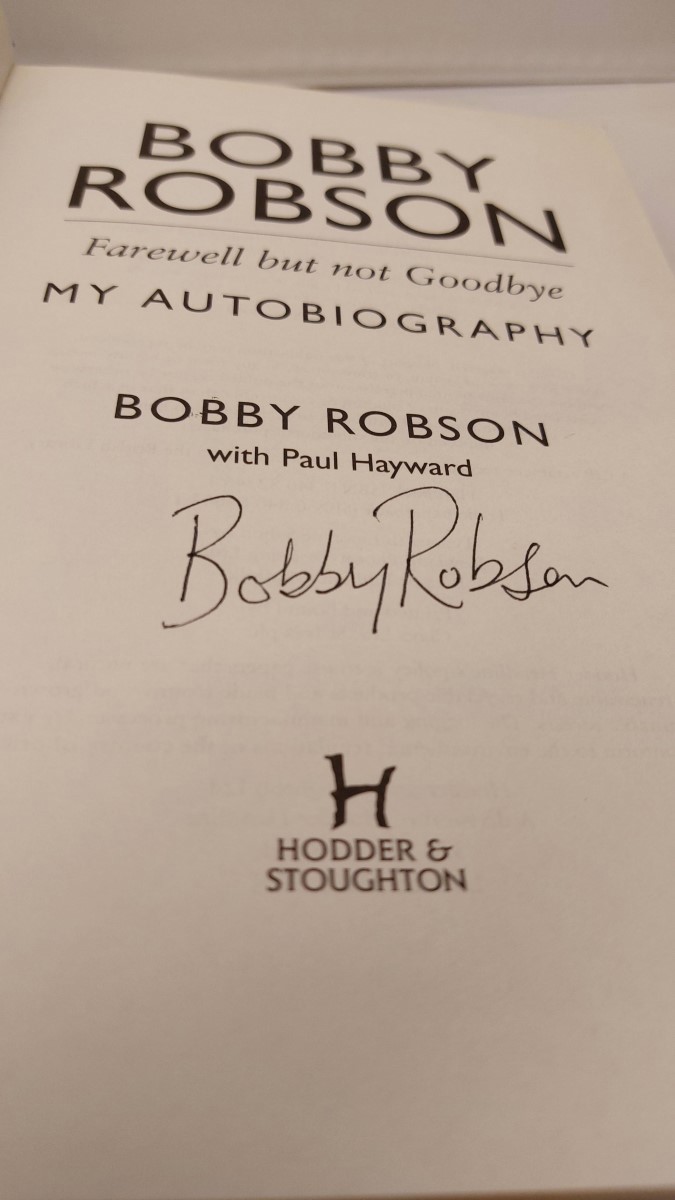 BOBBY
ROBSON
Farewell but not Goodbye
MY AUTOBIOGRAPHY
BOBBY ROBSON
with Paul Hayward
Bobby Robson
H
HODDER &
STOUGHTON